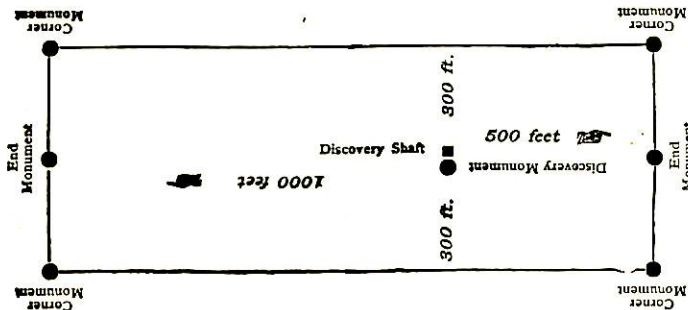 Corner
Monument
Corner
Monument
300 ft.
500 feet
Discovery Shaft
Discovery Monument
End
Monument
End
Monument
1000 feet
300 ft.
Corner
Monument
Corner
Monument